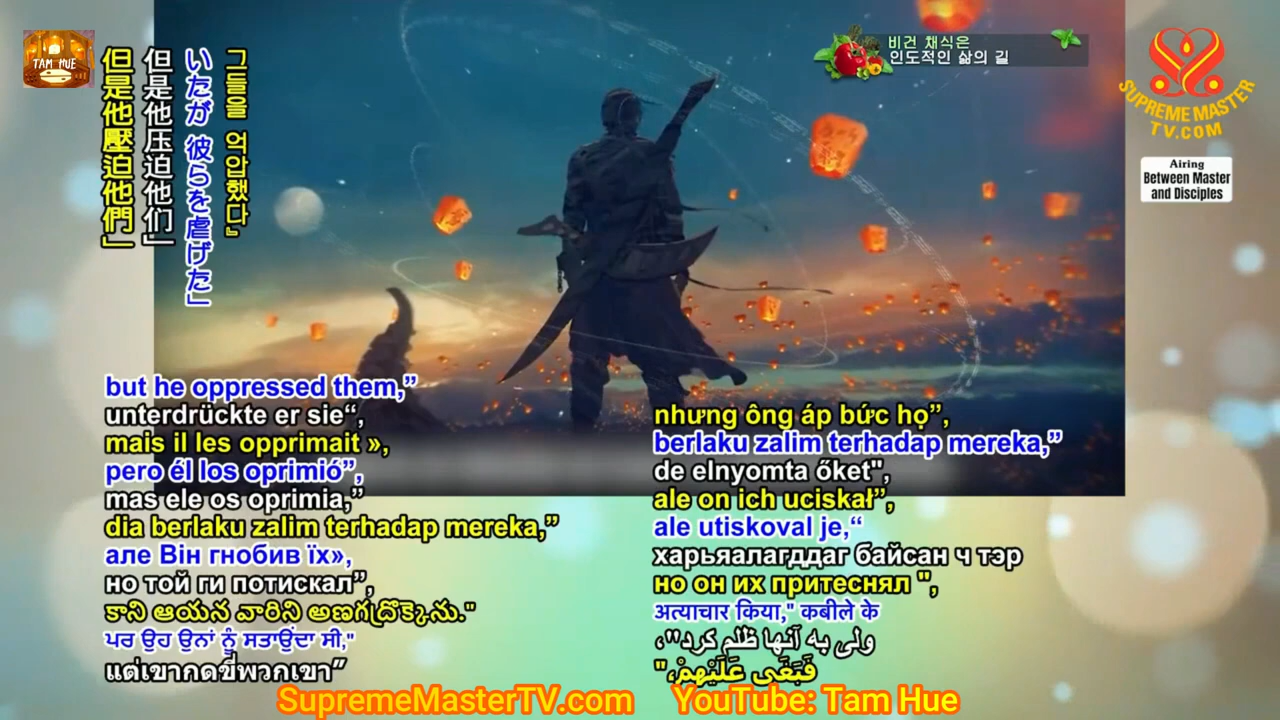 TAM HUE
그들을 억압했다』
いたが 彼らを虐げた」
但是他压迫他们」
但是他壓迫他們」
비건 채식은
인도적인 삶의 길
SUPREME MASTER
TV.COM
Airing
Between Master
and Disciples
but he oppressed them,”
unterdrückte er sie“,
mais il les opprimait »,
pero él los oprimió”,
mas ele os oprimia,”
dia berlaku zalim terhadap mereka,”
але Він гнобив їх»,
но той ги потискал”,
కాని ఆయన వారిని అణగద్రొక్కెను."
ਪਰ ਉਹ ਉਨਾਂ ਨੂੰ ਸਤਾਉਂਦਾ ਸੀ,"
แต่เขากดขี่พวกเขา”
nhưng ông áp bức họ”,
berlaku zalim terhadap mereka,”
de elnyomta őket",
ale on ich uciskał”,
ale utiskoval je,“
харьяалагддаг байсан ч тэр
но он их притеснял ",
अत्याचार किया," कबीले के
ولی به آنها ظلم کرد"،
فَبَغَى عَلَيْهِمْ،"
SupremeMasterTV.com YouTube: Tam Hue